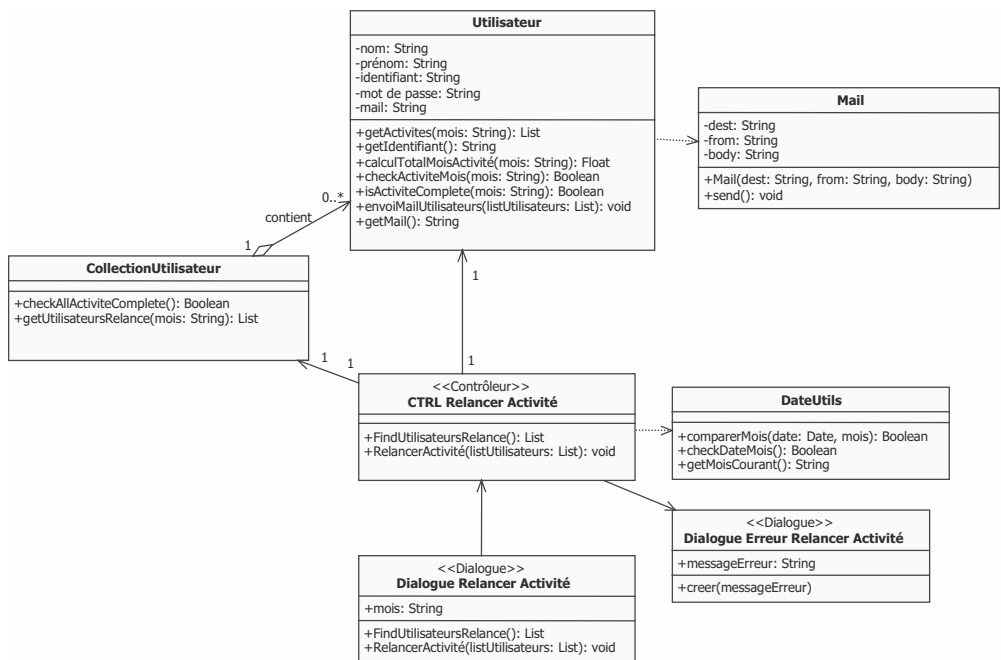 Utilisateur
-nom: String
-prénom: String
-identifiant: String
-mot de passe: String
-mail: String
+getActivites(mois: String): List
+getIdentifiant(): String
+calculTotalMoisActivité(mois: String): Float
+checkActiviteMois(mois: String): Boolean
+isActiviteComplete(mois: String): Boolean
+envoiMailUtilisateurs(listUtilisateurs: List): void
+getMail(): String
Mail
-dest: String
-from: String
-body: String
+Mail(dest: String, from: String, body: String)
+send(): void
0..*
contient
1
CollectionUtilisateur
+checkAllActiviteComplete(): Boolean
+getUtilisateursRelance(mois: String): List
1
1
1
1
<<Contrôleur>>
CTRL Relancer Activité
+FindUtilisateursRelance(): List
+RelancerActivité(listUtilisateurs: List): void
DateUtils
+comparerMois(date: Date, mois): Boolean
+checkDateMois(): Boolean
+getMoisCourant(): String
<<Dialogue>>
Dialogue Erreur Relancer Activité
+messageErreur: String
+creer(messageErreur)
<<Dialogue>>
Dialogue Relancer Activité
+mois: String
+FindUtilisateursRelance(): List
+RelancerActivité(listUtilisateurs: List): void